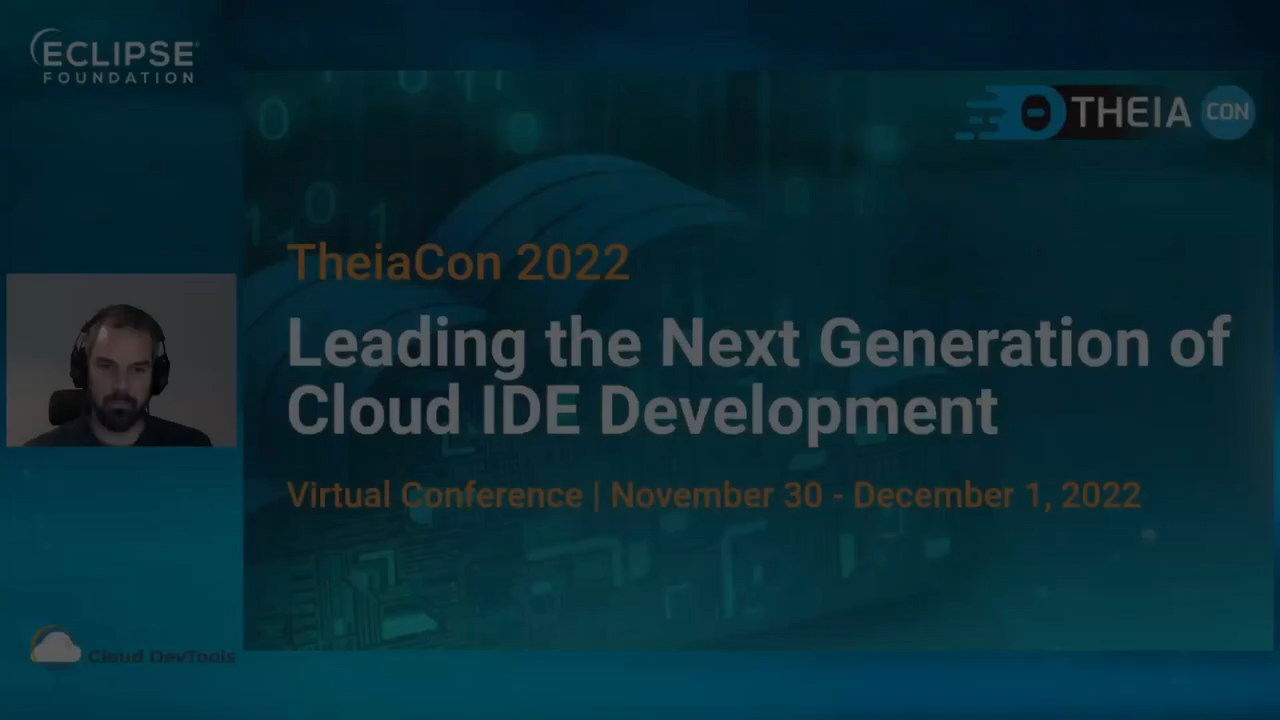 ECLIPSE
FOUNDATION
THEIA CON
TheiaCon 2022
Leading the Next Generation of
Cloud IDE Development
Virtual Conference | November 30 - December 1, 2022
Cloud DevTools